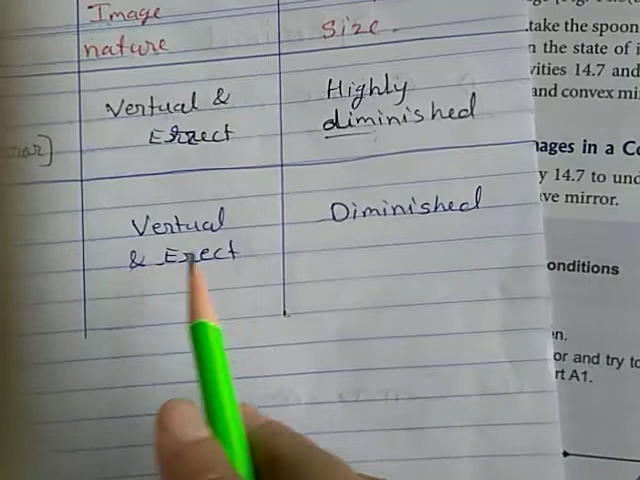 Image
nature
Size
Vertual &
Errect
Highly
diminished
Vertual
& Erect
Diminished
take the spoon
n the state of i
vities 14.7 and
and convex mi
nages in a Co
y 14.7 to und
ve mirror.
onditions
n.
or and try to
rt A1.